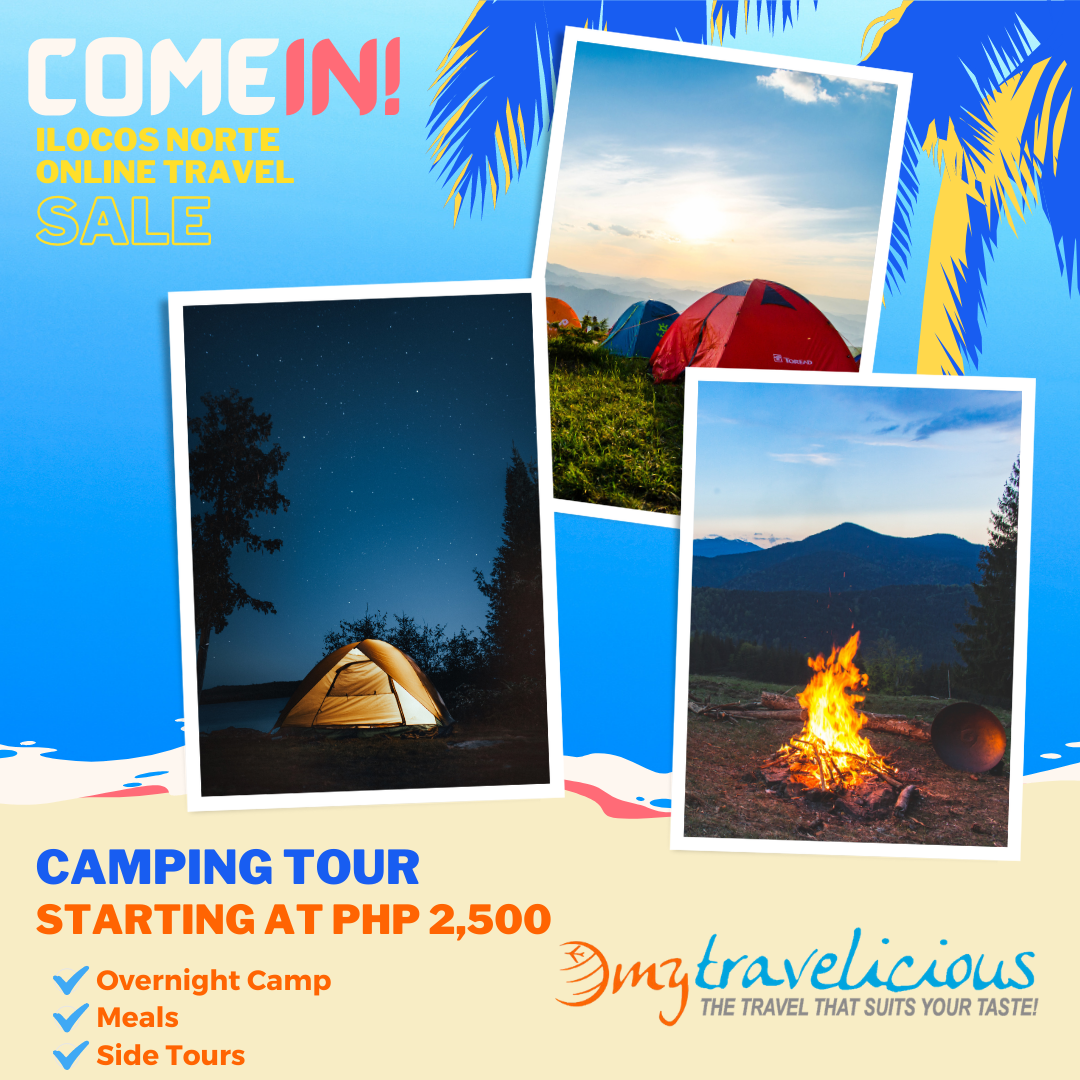 COMEIN!
ILOCOS NORTE
ONLINE TRAVEL
SALE
TOREAD
CAMPING TOUR
STARTING AT PHP 2,500
Overnight Camp
Meals
Side Tours
mytravelicious
THE TRAVEL THAT SUITS YOUR TASTE!